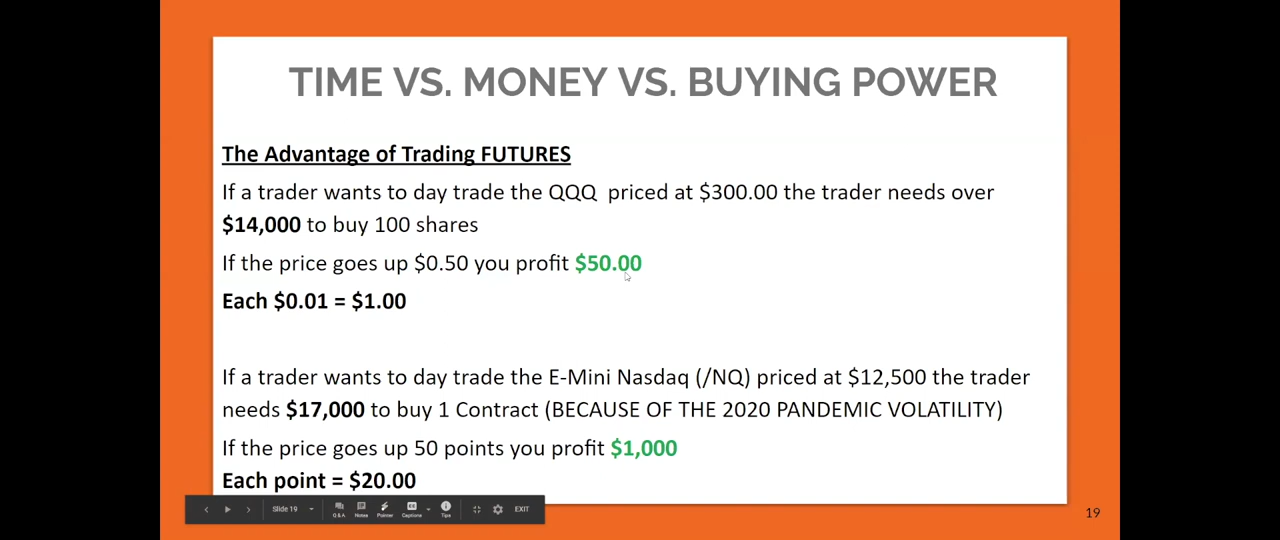 TIME VS. MONEY VS. BUYING POWER
The Advantage of Trading FUTURES
If a trader wants to day trade the QQQ priced at $300.00 the trader needs over
$14,000 to buy 100 shares
If the price goes up $0.50 you profit $50.00
Each $0.01 = $1.00
If a trader wants to day trade the E-Mini Nasdaq (/NQ) priced at $12,500 the trader
needs $17,000 to buy 1 Contract (BECAUSE OF THE 2020 PANDEMIC VOLATILITY)
If the price goes up 50 points you profit $1,000
Each point = $20.00
Slide 19
Q&A Notes Pointer Captions Tips EXIT
19